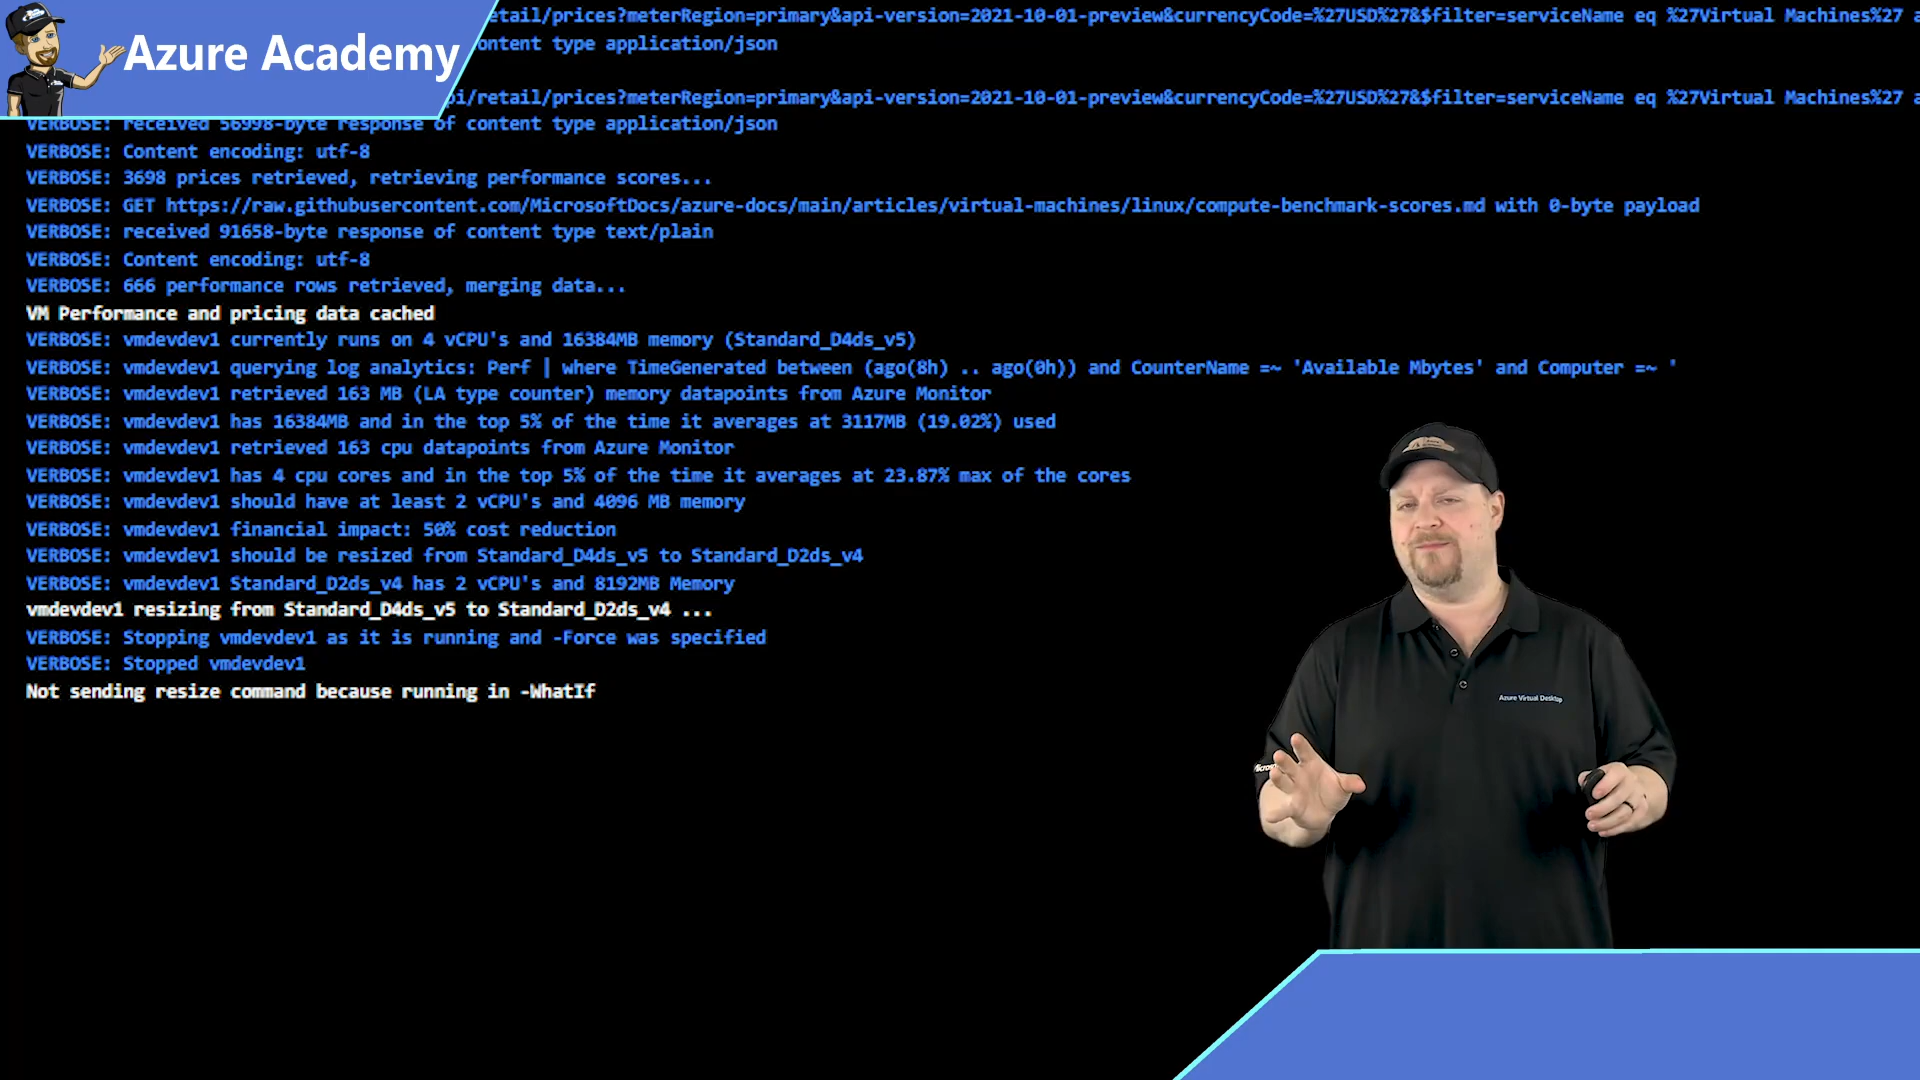 Azure Academy
etail/prices?meterRegion=primary&api-version=2021-10-01-preview&currencyCode=%27USD%27&$filter=serviceName eq %27Virtual Machines%27 a
ontent type application/json
pi/retail/prices?meterRegion=primary&api-version=2021-10-01-preview&currencyCode=%27USD%27&$filter=serviceName eq %27Virtual Machines%27 a
VERBOSE: received 56998-byte response of content type application/json
VERBOSE: Content encoding: utf-8
VERBOSE: 3698 prices retrieved, retrieving performance scores...
VERBOSE: GET https://raw.githubusercontent.com/MicrosoftDocs/azure-docs/main/articles/virtual-machines/linux/compute-benchmark-scores.md with 0-byte payload
VERBOSE: received 91658-byte response of content type text/plain
VERBOSE: Content encoding: utf-8
VERBOSE: 666 performance rows retrieved, merging data...
VM Performance and pricing data cached
VERBOSE: vmdevdev1 currently runs on 4 vCPU's and 16384MB memory (Standard_D4ds_v5)
VERBOSE: vmdevdev1 querying log analytics: Perf | where TimeGenerated between (ago(8h) .. ago(0h)) and CounterName =~ 'Available Mbytes' and Computer =~ '
VERBOSE: vmdevdev1 retrieved 163 MB (LA type counter) memory datapoints from Azure Monitor
VERBOSE: vmdevdev1 has 16384MB and in the top 5% of the time it averages at 3117MB (19.02%) used
VERBOSE: vmdevdev1 retrieved 163 cpu datapoints from Azure Monitor
VERBOSE: vmdevdev1 has 4 cpu cores and in the top 5% of the time it averages at 23.87% max of the cores
VERBOSE: vmdevdev1 should have at least 2 vCPU's and 4096 MB memory
VERBOSE: vmdevdev1 financial impact: 50% cost reduction
VERBOSE: vmdevdev1 should be resized from Standard_D4ds_v5 to Standard_D2ds_v4
VERBOSE: vmdevdev1 Standard_D2ds_v4 has 2 vCPU's and 8192MB Memory
vmdevdev1 resizing from Standard_D4ds_v5 to Standard_D2ds_v4 ...
VERBOSE: Stopping vmdevdev1 as it is running and -Force was specified
VERBOSE: Stopped vmdevdev1
Not sending resize command because running in -WhatIf
Azure Virtual Desktop